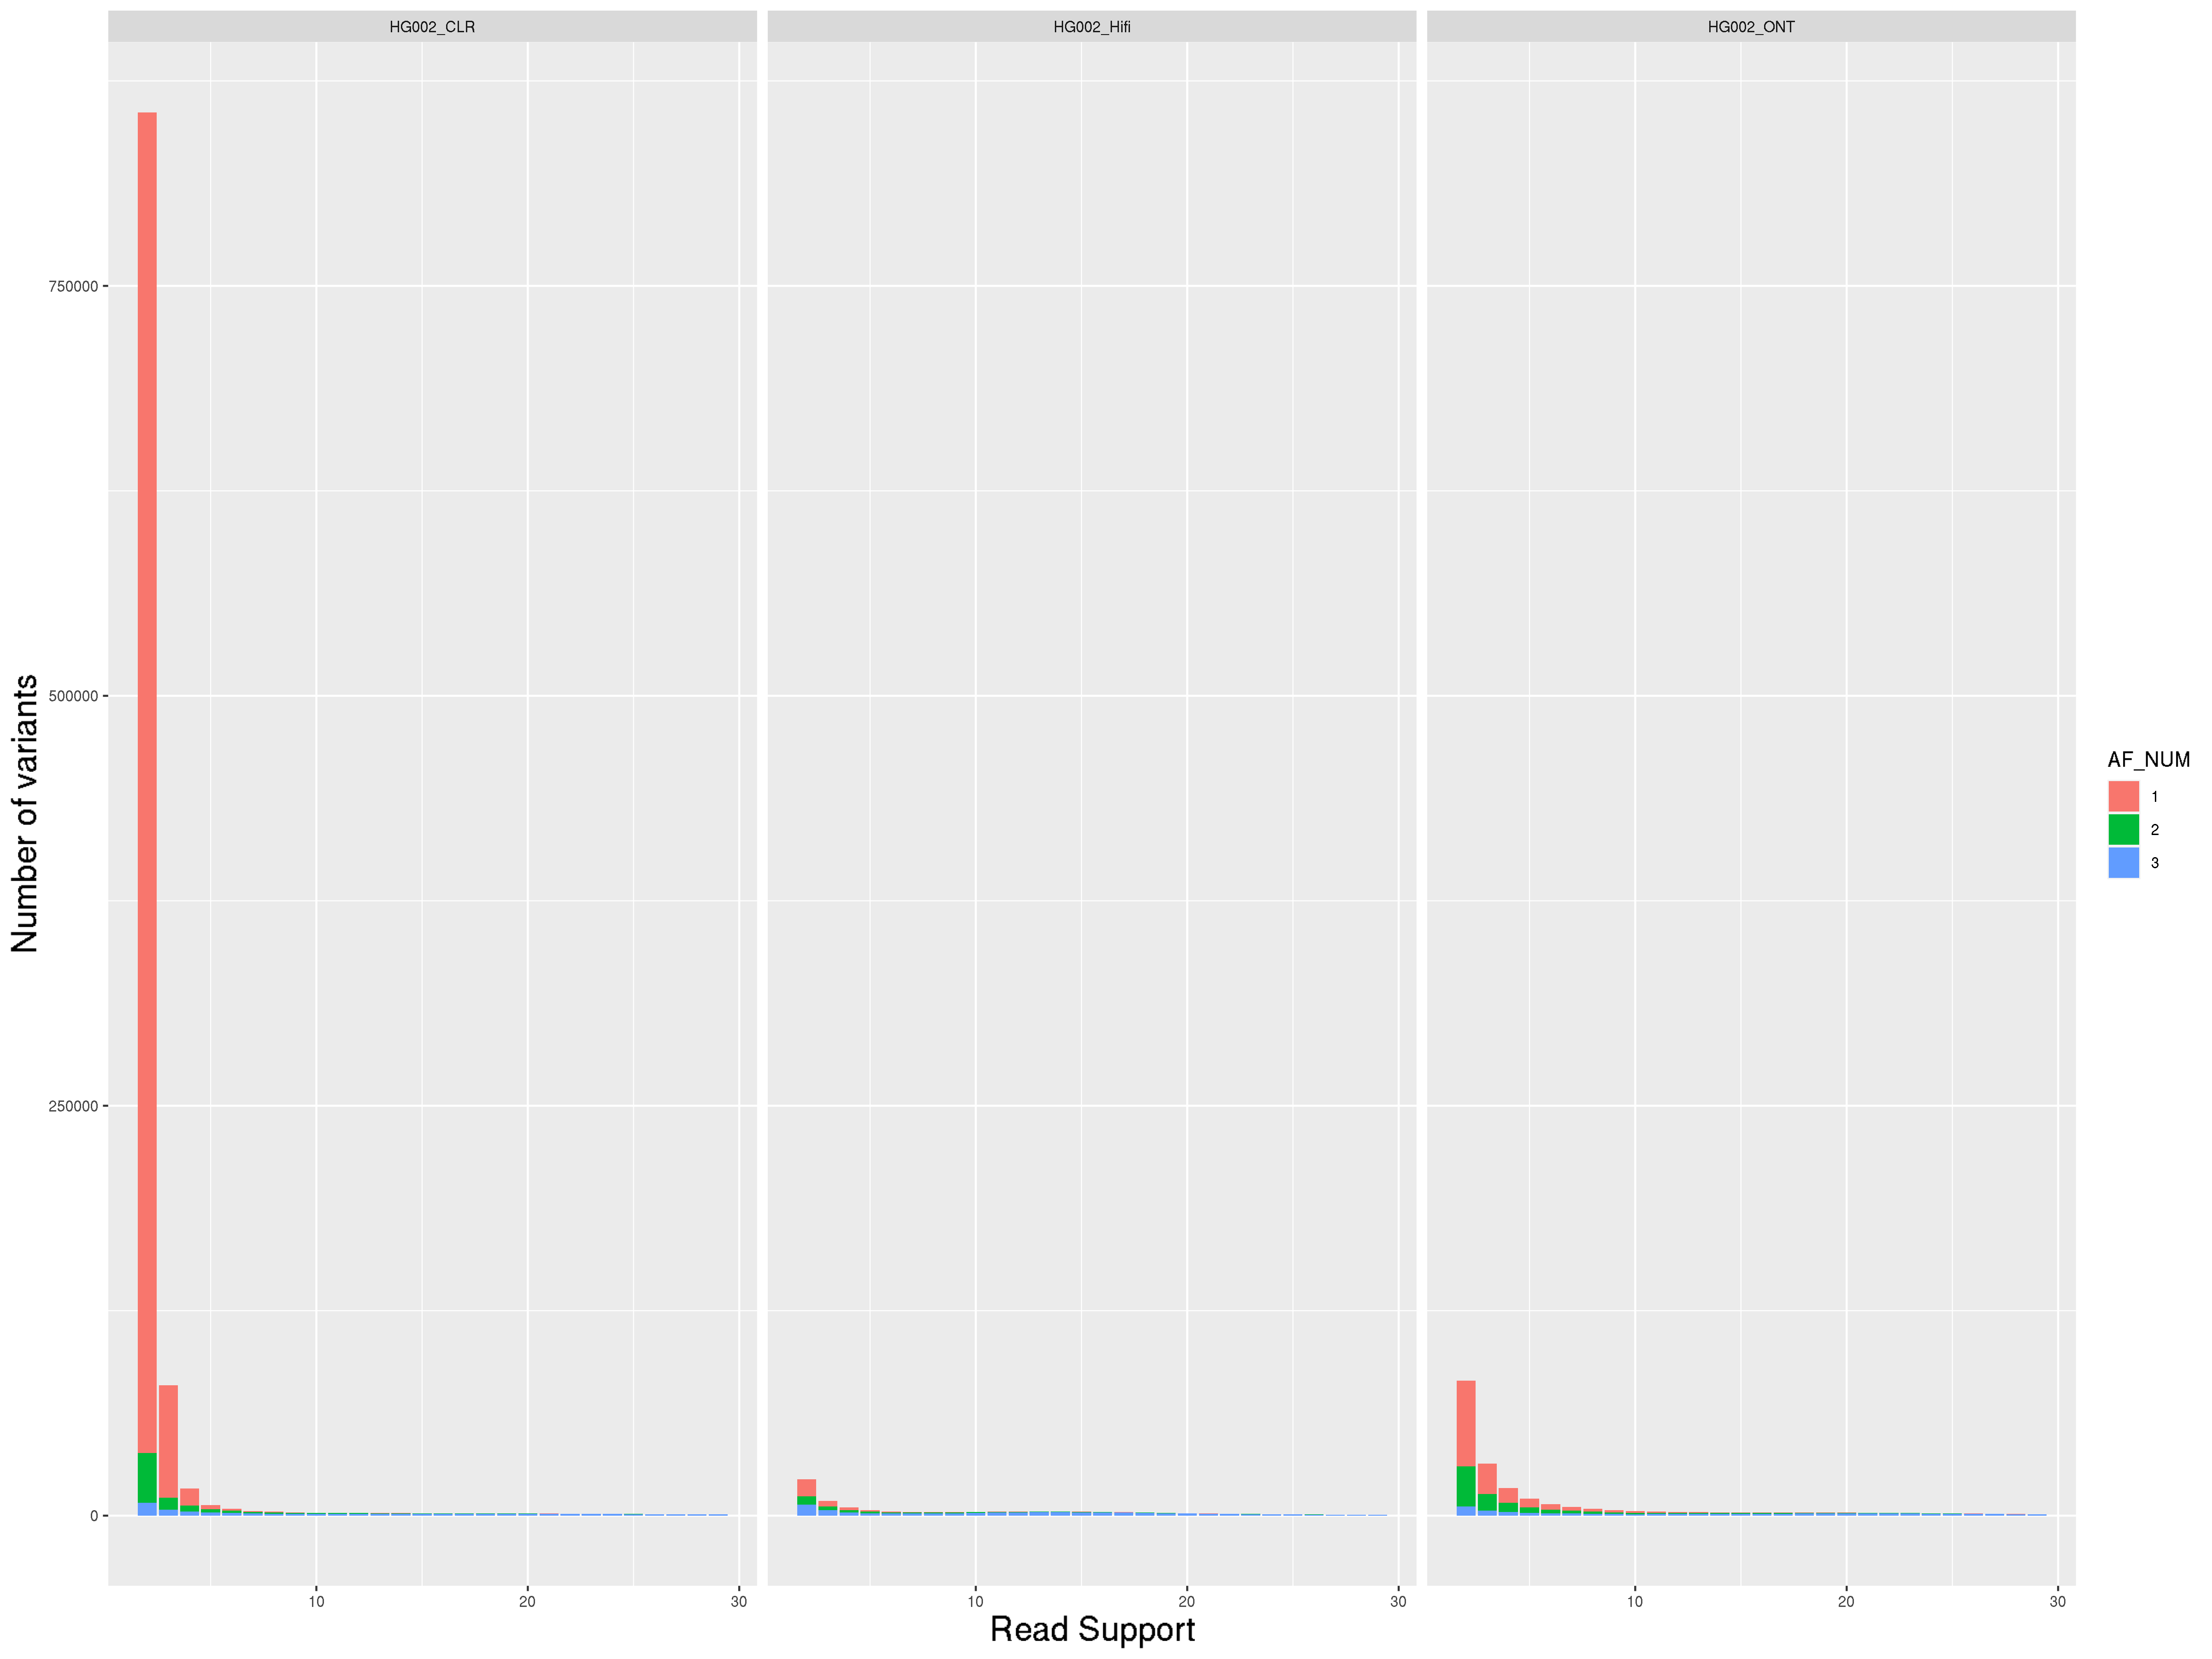 HG002_CLR
HG002_Hifi
HG002_ONT
Number of variants
750000
500000
250000
0
10
20
30
10
20
30
10
20
30
Read Support
AF_NUM
1
2
3